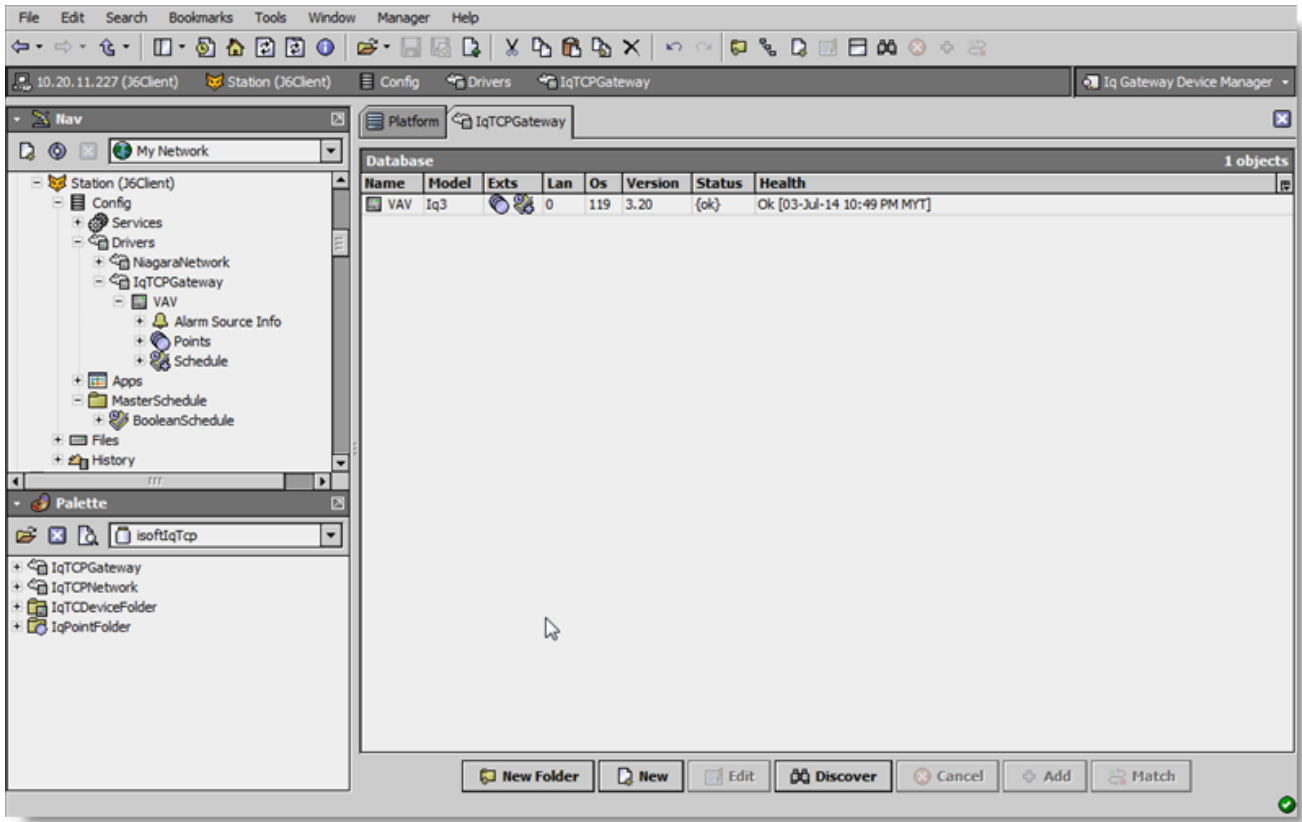 File Edit Search Bookmarks Tools Window Manager Help
10.20.11.227 (J6Client) Station (J6Client) Config Drivers IqTCPGateway Iq Gateway Device Manager
Nav
Platform IqTCPGateway
My Network
Database 1 objects
Name Model Exts Lan Os Version Status Health
VAV Iq3 0 119 3.20 {ok} Ok [03-Jul-14 10:49 PM MYT]
Station (J6Client)
Config
Services
Drivers
NiagaraNetwork
IqTCPGateway
VAV
Alarm Source Info
Points
Schedule
Apps
MasterSchedule
BooleanSchedule
Files
History
Palette
isoftIqTcp
IqTCPGateway
IqTCPNetwork
IqTCDeviceFolder
IqPointFolder
New Folder New Edit Discover Cancel Add Match